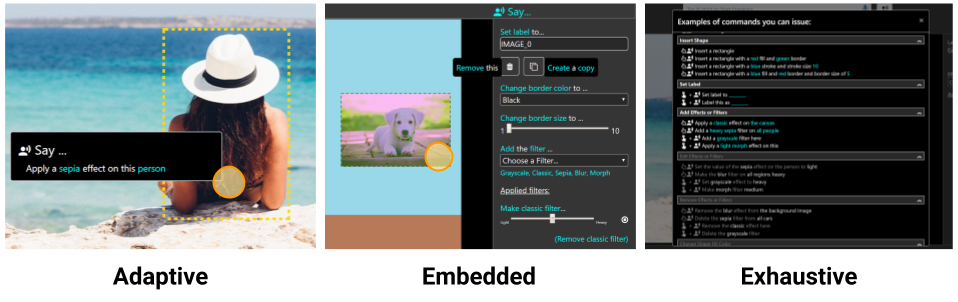 Say ...
Apply a sepia effect on this person
Adaptive
Say...
Set label to...
IMAGE_0
Remove this
Create a copy
Change border color to ...
Black
Change border size to ...
1 10
Add the filter ...
Choose a Filter...
Grayscale, Classic, Sepia, Blur, Morph
Applied filters:
Make classic filter...
light heavy
(Remove classic filter)
Embedded
Examples of commands you can issue:
Insert Shape
Insert a rectangle
Insert a rectangle with a red fill and green border
Insert a rectangle with a blue stroke and stroke size 10
Insert a rectangle with a blue fill and red border and border size of 5
Set Label
+ Set label to ______
+ Label this as ______
Add Effects or Filters
Apply a classic effect on the canvas
Add a heavy sepia filter on all people
+ Add a grayscale filter here
+ Apply a light morph effect on this
Edit Effects or Filters
Set the value of the sepia effect on the person to light
Make the blur filter on all regions heavy
+ Set grayscale effect to heavy
+ Make morph filter medium
Remove Effects or Filters
Remove the blur effect from the background image
Delete the sepia filter from all cars
+ Remove the classic effect here
+ Delete the grayscale filter
Change Shape Fill Color
Exhaustive